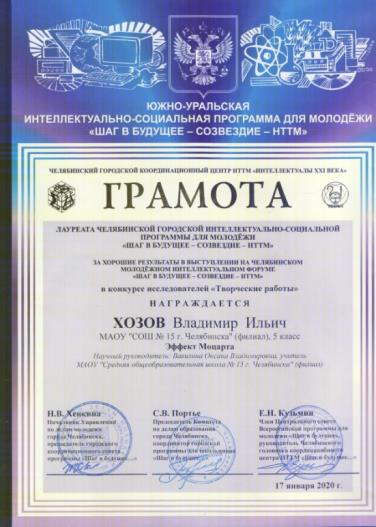 ЮЖНО-УРАЛЬСКАЯ
ИНТЕЛЛЕКТУАЛЬНО-СОЦИАЛЬНАЯ ПРОГРАММА ДЛЯ МОЛОДЁЖИ
«ШАГ В БУДУЩЕЕ – СОЗВЕЗДИЕ – НТТМ»
ЧЕЛЯБИНСКИЙ ГОРОДСКОЙ КООРДИНАЦИОННЫЙ ЦЕНТР НТТМ «ИНТЕЛЛЕКТУАЛЫ XXI ВЕКА»
ГРАМОТА
ЛАУРЕАТА ЧЕЛЯБИНСКОЙ ГОРОДСКОЙ ИНТЕЛЛЕКТУАЛЬНО-СОЦИАЛЬНОЙ
ПРОГРАММЫ ДЛЯ МОЛОДЕЖИ
«ШАГ В БУДУЩЕЕ – СОЗВЕЗДИЕ – НТТМ»
ЗА ХОРОШИЕ РЕЗУЛЬТАТЫ В ВЫСТУПЛЕНИИ НА ЧЕЛЯБИНСКОМ
МОЛОДЁЖНОМ ИНТЕЛЛЕКТУАЛЬНОМ ФОРУМЕ
«ШАГ В БУДУЩЕЕ – СОЗВЕЗДИЕ – НТТМ»
в конкурсе исследователей «Творческие работы»
НАГРАЖДАЕТСЯ
ХОЗОВ Владимир Ильич
МАОУ "СОШ № 15 г. Челябинска" (филиал), 5 класс
Эффект Моцарта
Научный руководитель: Вавилина Оксана Владимировна, учитель
МАОУ "Средняя общеобразовательная школа № 15 г. Челябинска" (филиал)
Н.В. Хенкина
Начальник Управления
по делам молодежи
города Челябинска,
председатель городского
координационного совета
программы «Шаг в будущее»
С.В. Портье
Председатель Комитета
по делам образования
города Челябинска,
координатор городской
программы для школьников
«Шаг в будущее»
Е.Н. Кузьмин
Член Центрального совета
Всероссийской программы для
молодёжи «Шаг в будущее»,
руководитель Челябинского
головного координационного
центра РМПО «Шаг в будущее»
17 января 2020 г.